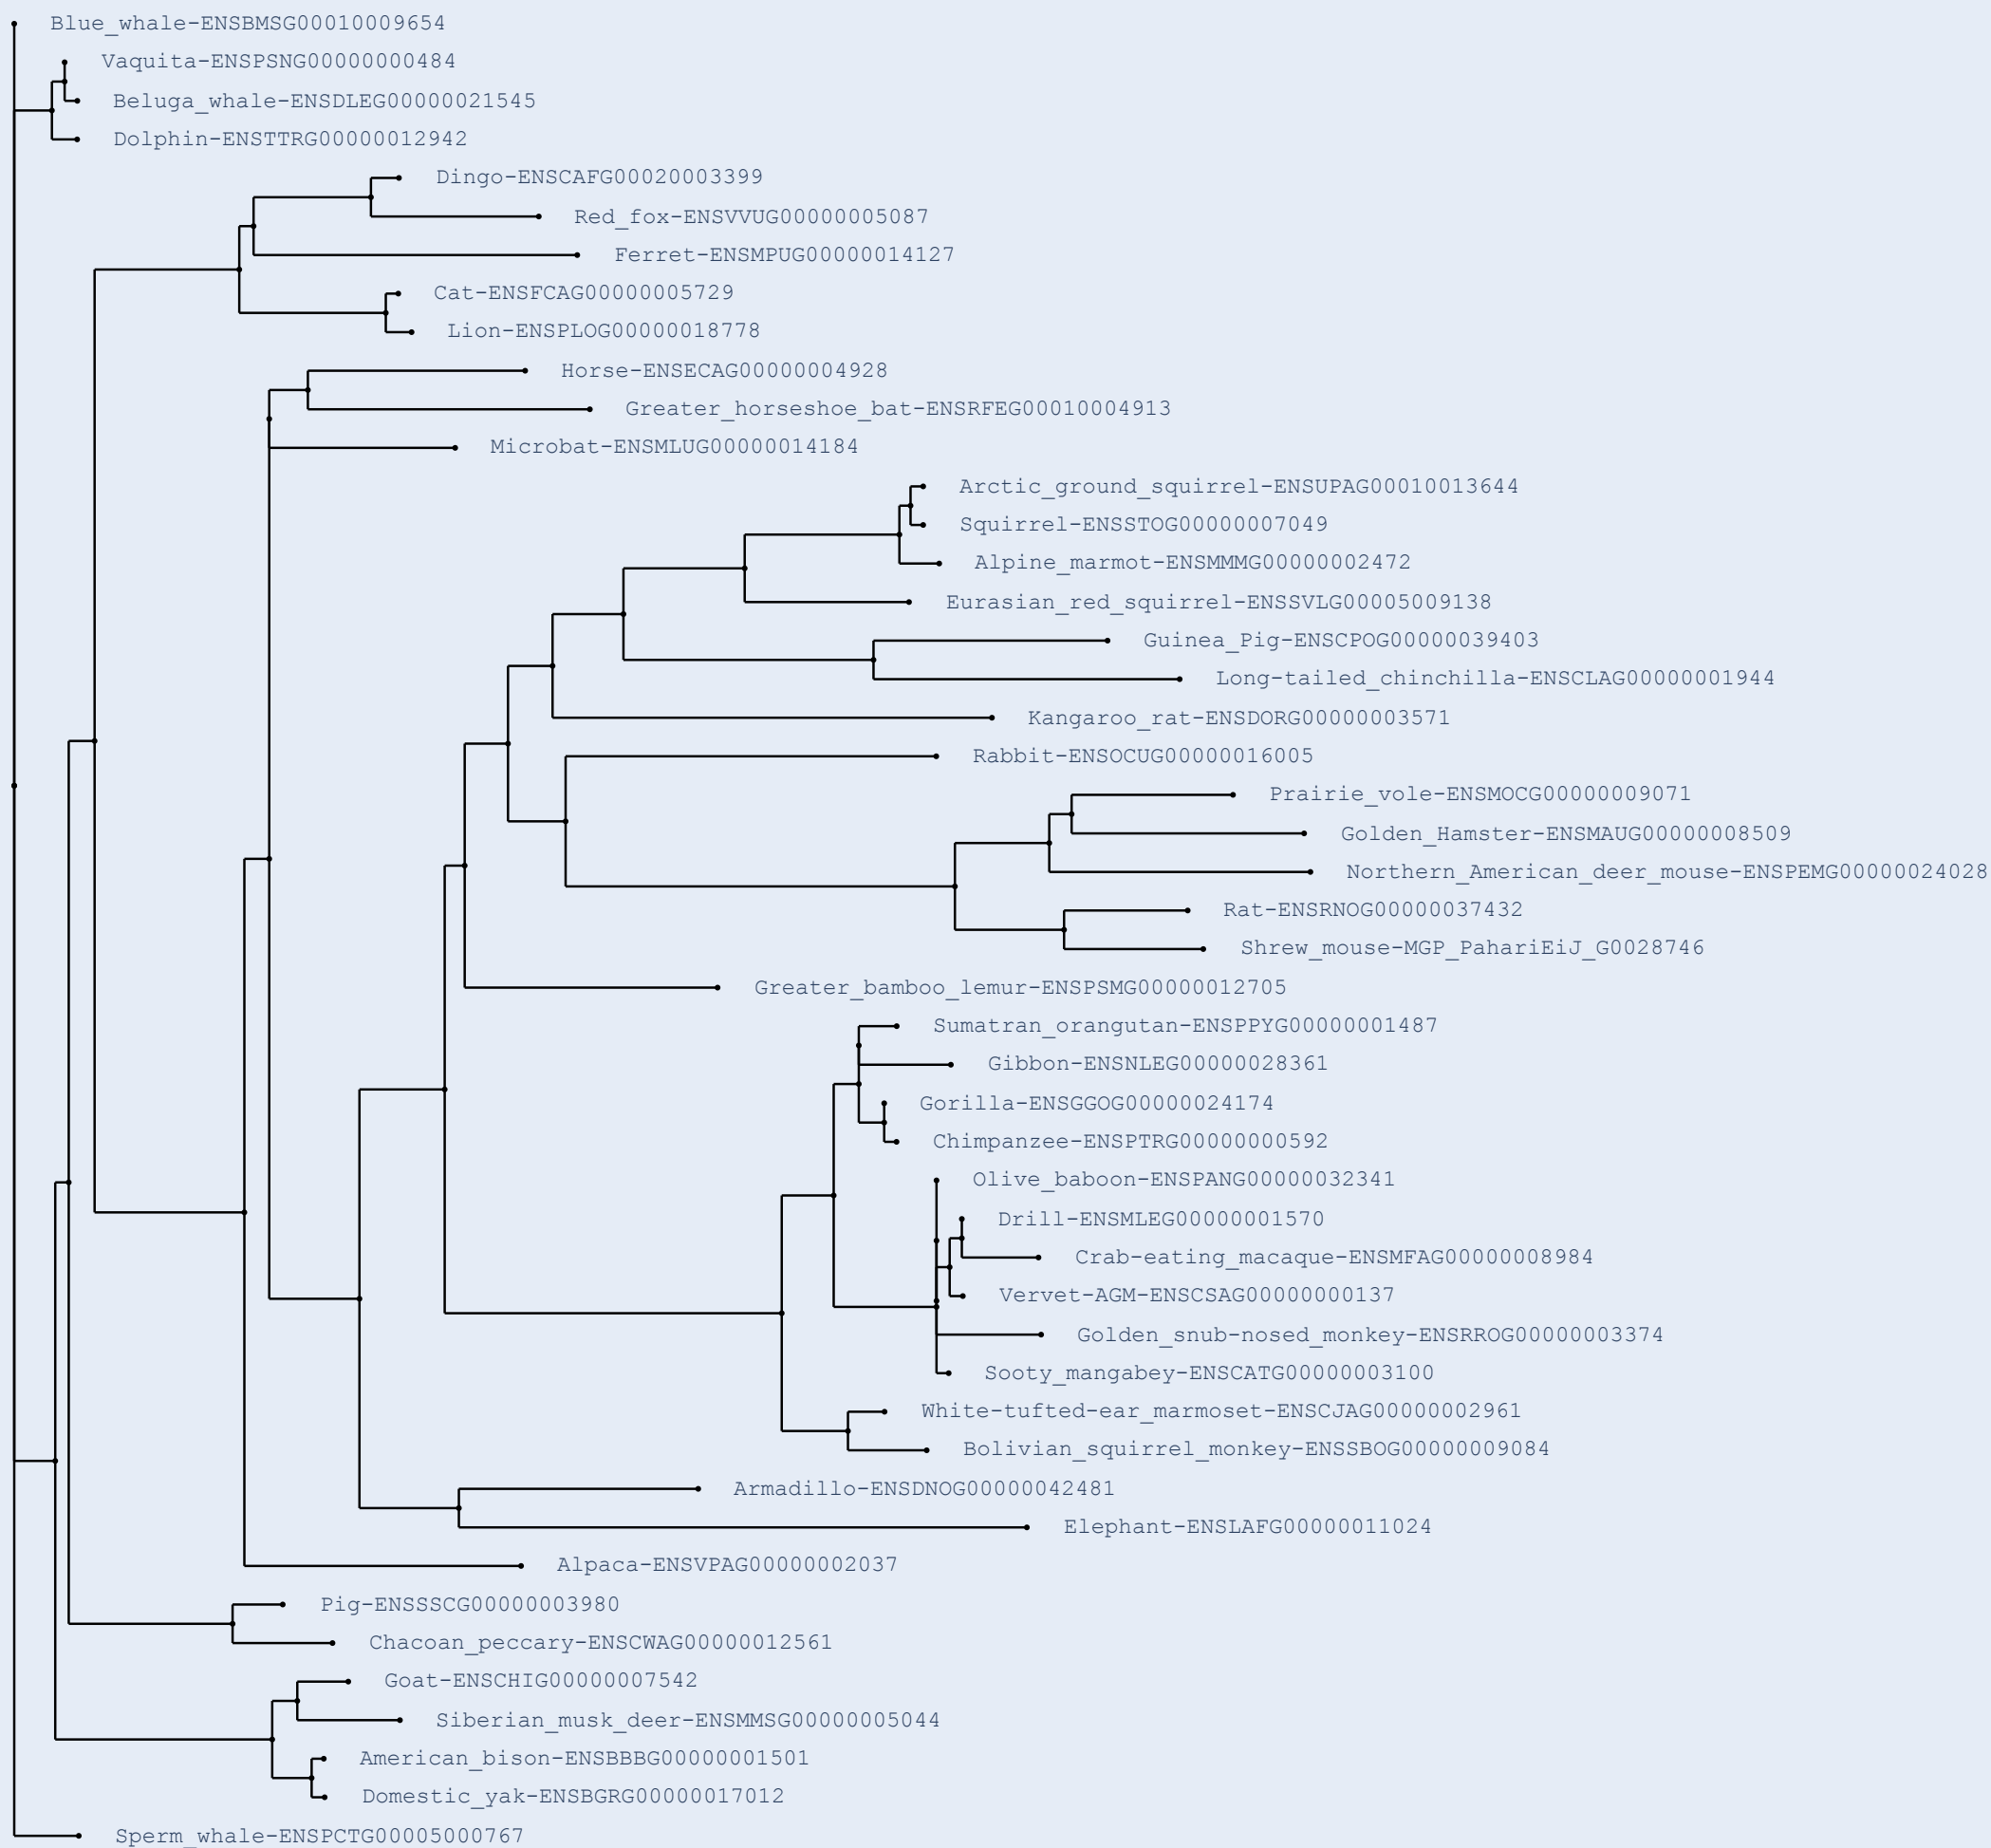 Blue_whale-ENSBMSG00010009654
Vaquita-ENSPSNG00000000484
Beluga_whale-ENSDLEG00000021545
Dolphin-ENSTTRG00000012942
Dingo-ENSCAFG00020003399
Red_fox-ENSVVUG00000005087
Ferret-ENSMPUG00000014127
Cat-ENSFCAG00000005729
Lion-ENSPLOG00000018778
Horse-ENSECAG00000004928
Greater_horseshoe_bat-ENSRFEG00010004913
Microbat-ENSMLUG00000014184
Arctic_ground_squirrel-ENSUPAG00010013644
Squirrel-ENSSTOG00000007049
Alpine_marmot-ENSMMMG00000002472
Eurasian_red_squirrel-ENSSVLG00005009138
Guinea_Pig-ENSCPOG00000039403
Long-tailed_chinchilla-ENSCLAG00000001944
Kangaroo_rat-ENSDORG00000003571
Rabbit-ENSOCUG00000016005
Prairie_vole-ENSMOCG00000009071
Golden_Hamster-ENSMAUG00000008509
Northern_American_deer_mouse-ENSPEMG00000024028
Rat-ENSRNOG00000037432
Shrew_mouse-MGP_PahariEiJ_G0028746
Greater_bamboo_lemur-ENSPSMG00000012705
Sumatran_orangutan-ENSPPYG00000001487
Gibbon-ENSNLEG00000028361
Gorilla-ENSGGOG00000024174
Chimpanzee-ENSPTRG00000000592
Olive_baboon-ENSPANG00000032341
Drill-ENSMLEG00000001570
Crab-eating_macaque-ENSMFAG00000008984
Vervet-AGM-ENSCSAG00000000137
Golden_snub-nosed_monkey-ENSRROG00000003374
Sooty_mangabey-ENSCATG00000003100
White-tufted-ear_marmoset-ENSCJAG00000002961
Bolivian_squirrel_monkey-ENSSBOG00000009084
Armadillo-ENSDNOG00000042481
Elephant-ENSLAFG00000011024
Alpaca-ENSVPAG00000002037
Pig-ENSSSCG00000003980
Chacoan_peccary-ENSCWAG00000012561
Goat-ENSCHIG00000007542
Siberian_musk_deer-ENSMMSG00000005044
American_bison-ENSBBBG00000001501
Domestic_yak-ENSBGRG00000017012
Sperm_whale-ENSPCTG00005000767